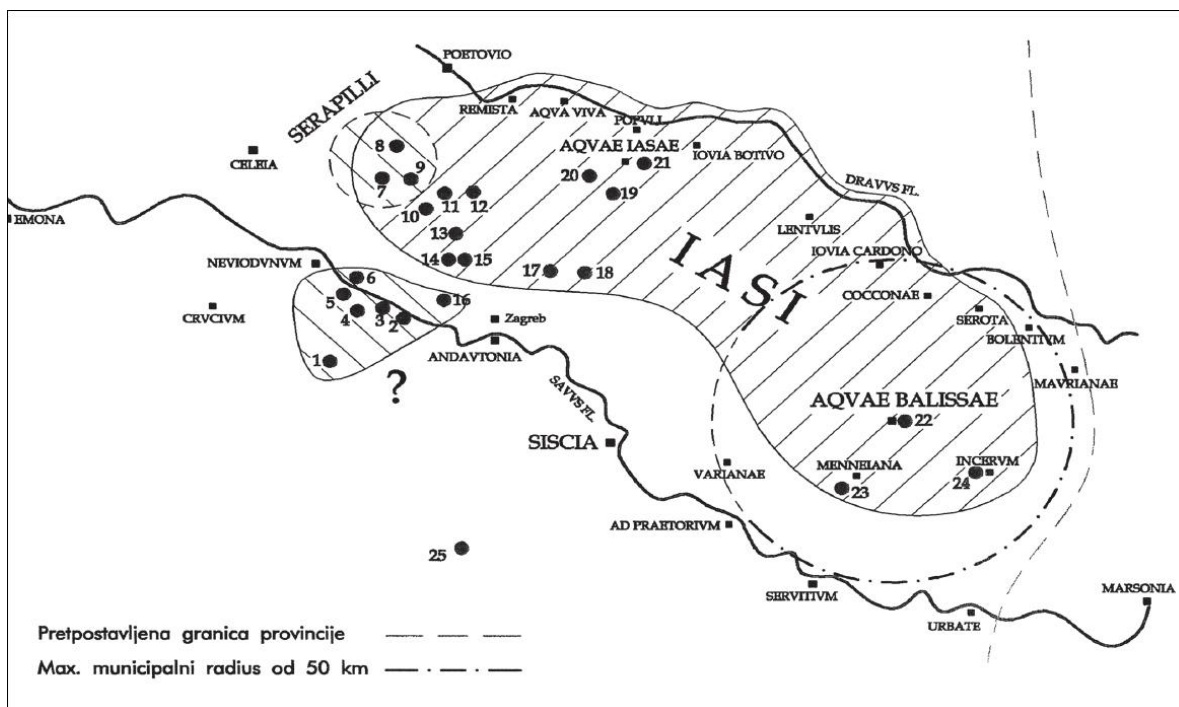 POETOVIO
REMISTA
AQVA VIVA
POPVLI
SERAPILLI
CELEIA
8
AQVAE IASAE
21
IOVIA BOTIVO
20
7
9
19
DRAVVS FL.
10
11
12
EMONA
LENTVLIS
13
IOVIA CARDONO
NEVIODVNVM
14
15
17
18
IASI
6
5
16
COCCONAE
CRVCIVM
4
3
2
Zagreb
SEROTA
BOLENTIVM
ANDAVTONIA
1
?
MAVRIANAE
SAVVS FL.
AQVAE BALISSAE
22
SISCIA
VARIANAE
MENNEIANA
INCERVM
23
24
AD PRAETORIVM
25
SERVITIVM
MARSONIA
URBATE
Pretpostavljena granica provincije
Max. municipalni radius od 50 km